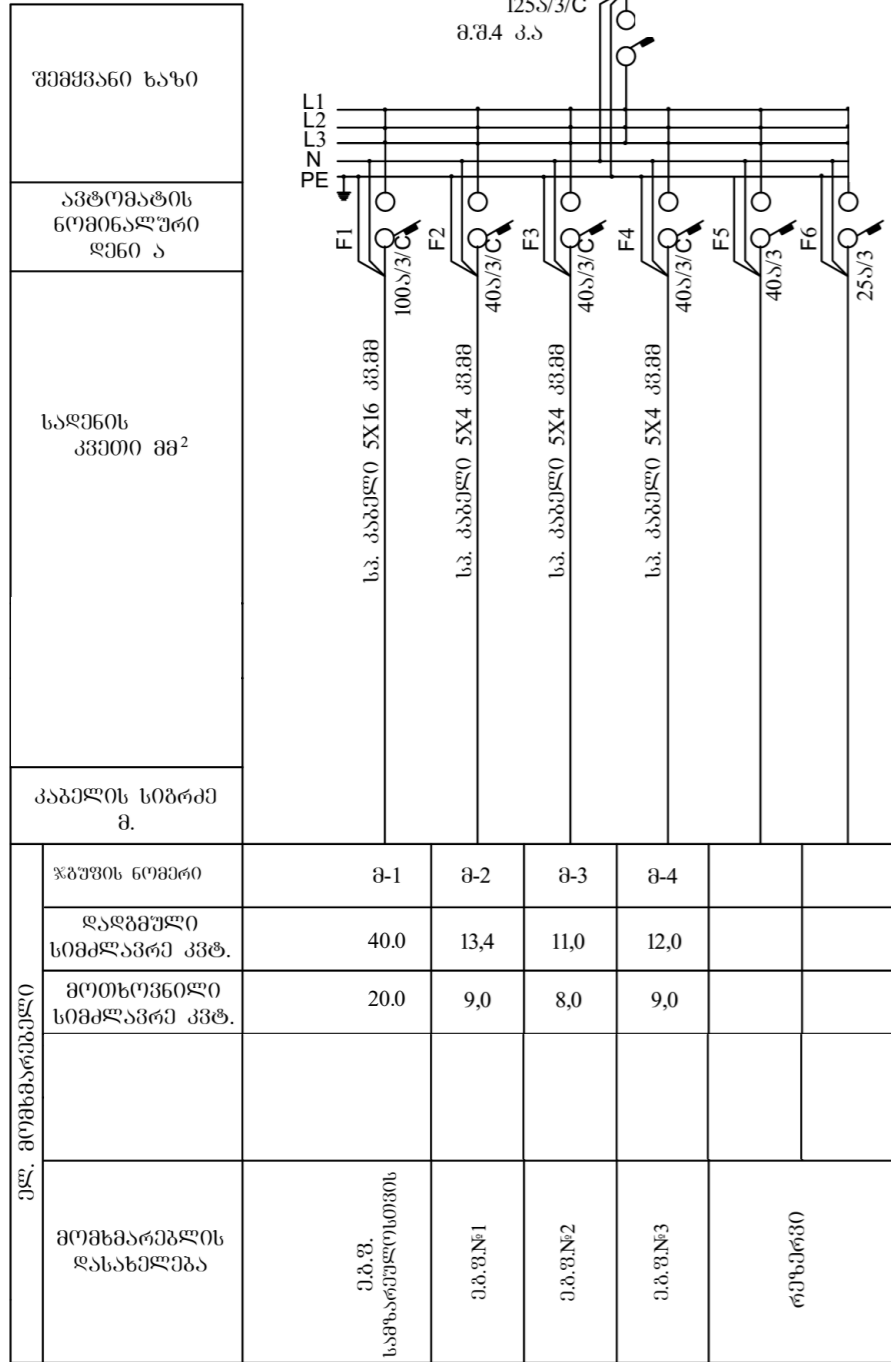 125ა/3/C
მ.შ.4 კ.ა
შემყვანი ხაზი
L1
L2
L3
N
PE
ავტომატის
ნომინალური
დენი ა
F1
100ა/3/C
F2
40ა/3/C
F3
40ა/3/C
F4
40ა/3/C
F5
40ა/3
F6
25ა/3
სადენის
კვეთი მმ²
სპ. კაბელი 5X16 კვ.მმ
სპ. კაბელი 5X4 კვ.მმ
სპ. კაბელი 5X4 კვ.მმ
სპ. კაბელი 5X4 კვ.მმ
კაბელის სიგრძე
მ.
ელ. მომხმარებელი
ჯგუფის ნომერი
მ-1
მ-2
მ-3
მ-4
დადგმული
სიმძლავრე კვტ.
40.0
13,4
11,0
12,0
მოთხოვნილი
სიმძლავრე კვტ.
20.0
9,0
8,0
9,0
მომხმარებლის
დასახელება
ე.გ.ფ.
სამზარეულოსთვის
ე.გ.ფ.№1
ე.გ.ფ.№2
ე.გ.ფ.№3
რეზერვი